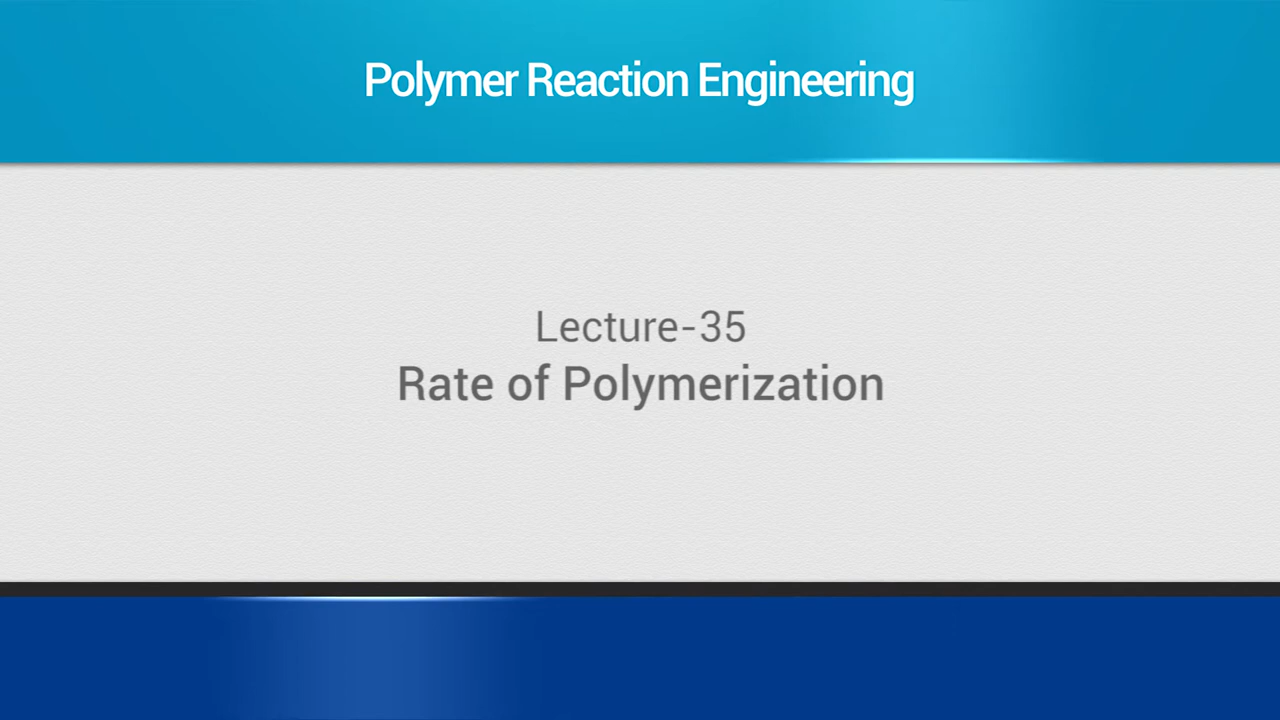 Polymer Reaction Engineering
Lecture-35
Rate of Polymerization